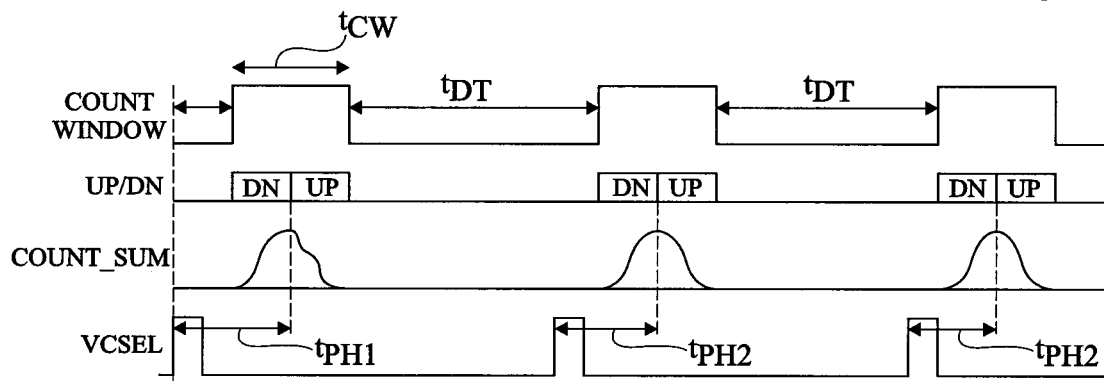 tCW
COUNT WINDOW tDT tDT
UP/DN DN UP DN UP DN UP
COUNT_SUM
VCSEL tPH1 tPH2 tPH2